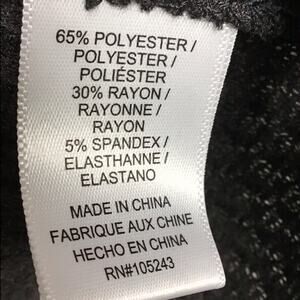 65% POLYESTER /
POLYESTER /
POLIÉSTER
30% RAYON /
RAYONNE /
RAYON
5% SPANDEX /
ELASTHANNE /
ELASTANO
MADE IN CHINA
FABRIQUE AUX CHINE
HECHO EN CHINA
RN#105243